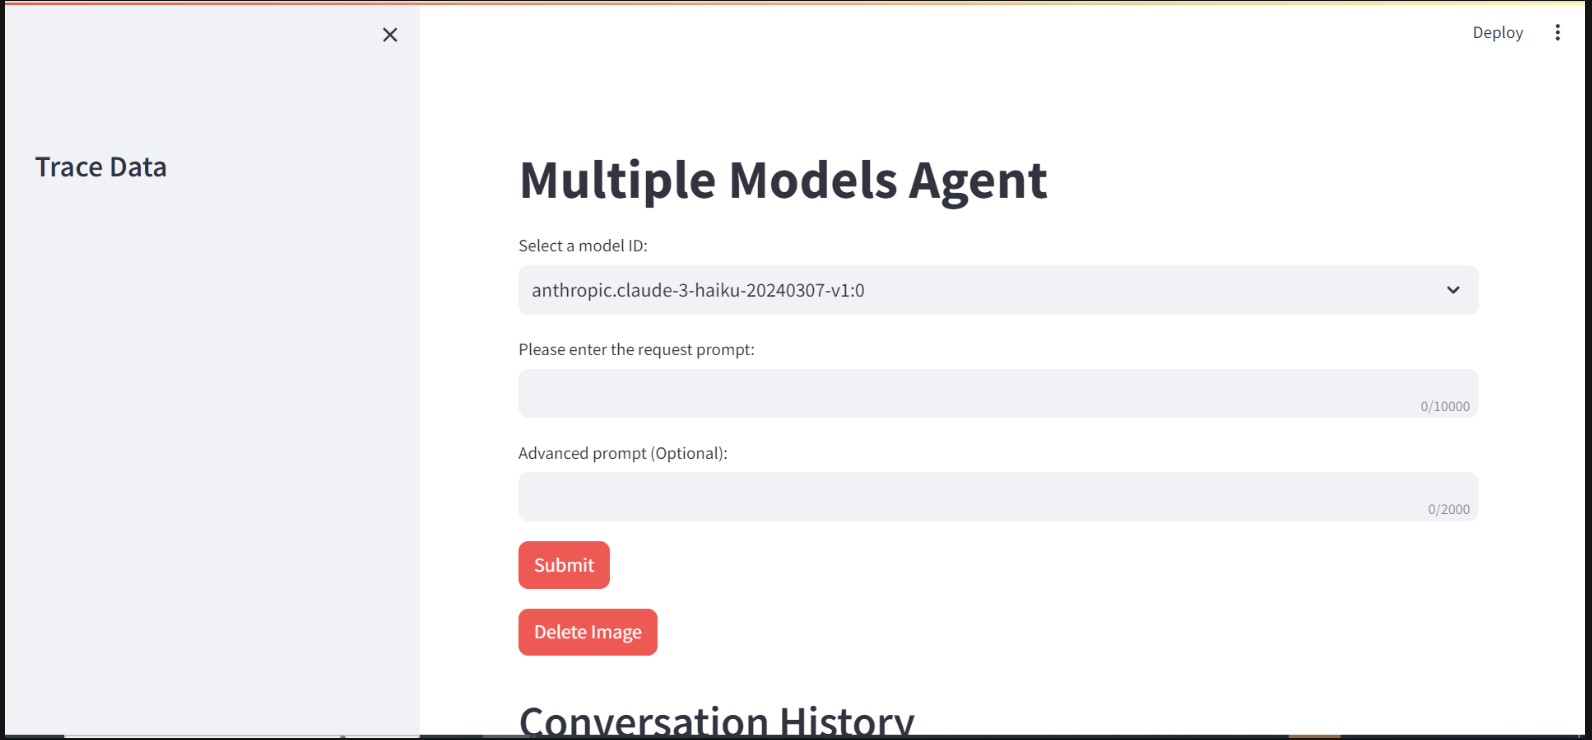 Deploy
Trace Data
Multiple Models Agent
Select a model ID:
anthropic.claude-3-haiku-20240307-v1:0
Please enter the request prompt:
0/10000
Advanced prompt (Optional):
0/2000
Submit
Delete Image
Conversation History